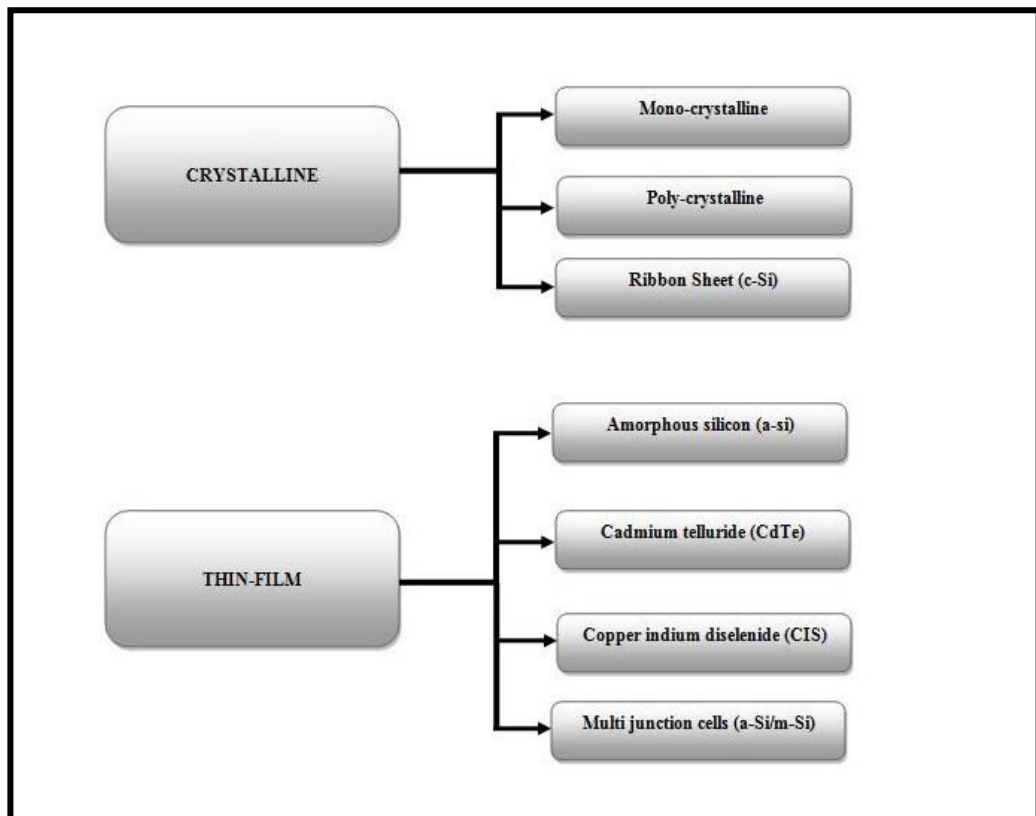 CRYSTALLINE
Mono-crystalline
Poly-crystalline
Ribbon Sheet (c-Si)
THIN-FILM
Amorphous silicon (a-si)
Cadmium telluride (CdTe)
Copper indium diselenide (CIS)
Multi junction cells (a-Si/m-Si)